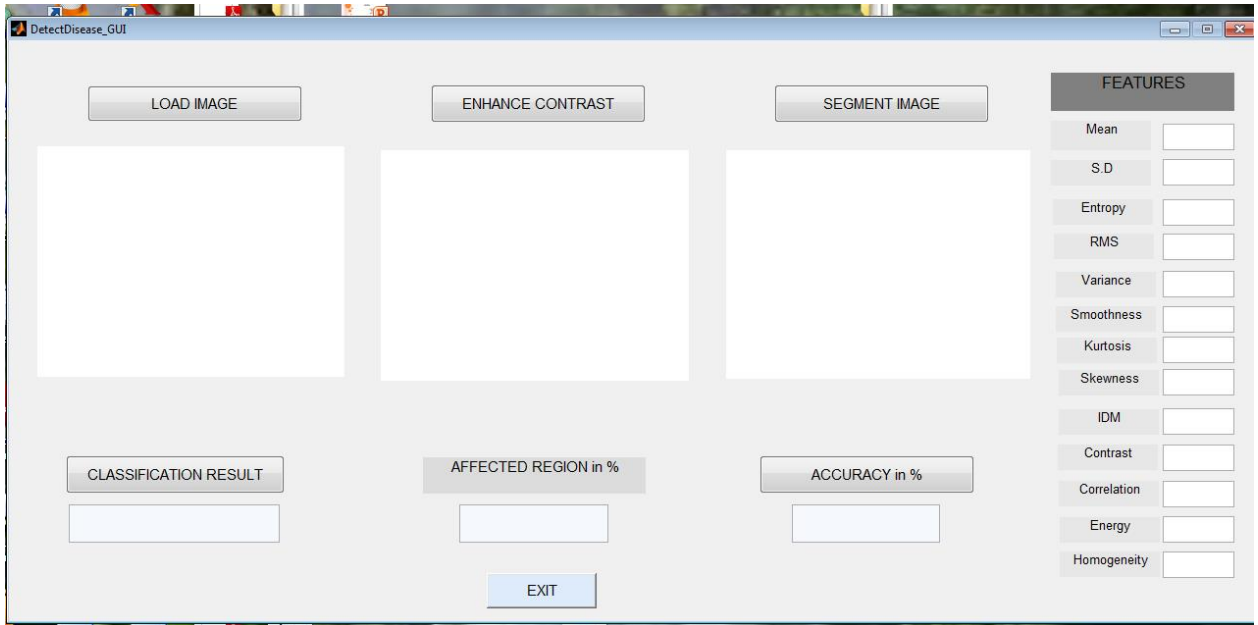 DetectDisease_GUI
LOAD IMAGE
ENHANCE CONTRAST
SEGMENT IMAGE
FEATURES
Mean
S.D
Entropy
RMS
Variance
Smoothness
Kurtosis
Skewness
IDM
Contrast
Correlation
Energy
Homogeneity
CLASSIFICATION RESULT
AFFECTED REGION in %
ACCURACY in %
EXIT